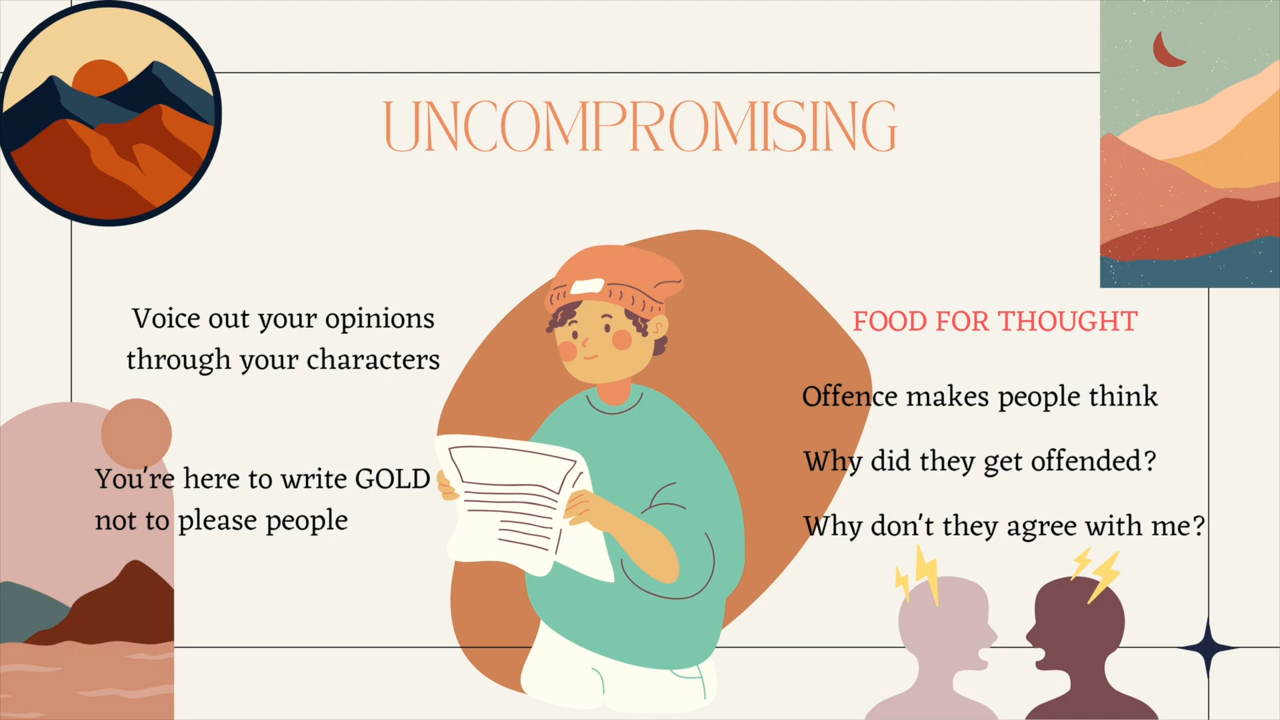 UNCOMPROMISING
Voice out your opinions
through your characters
You're here to write GOLD
not to please people
FOOD FOR THOUGHT
Offence makes people think
Why did they get offended?
Why don't they agree with me?